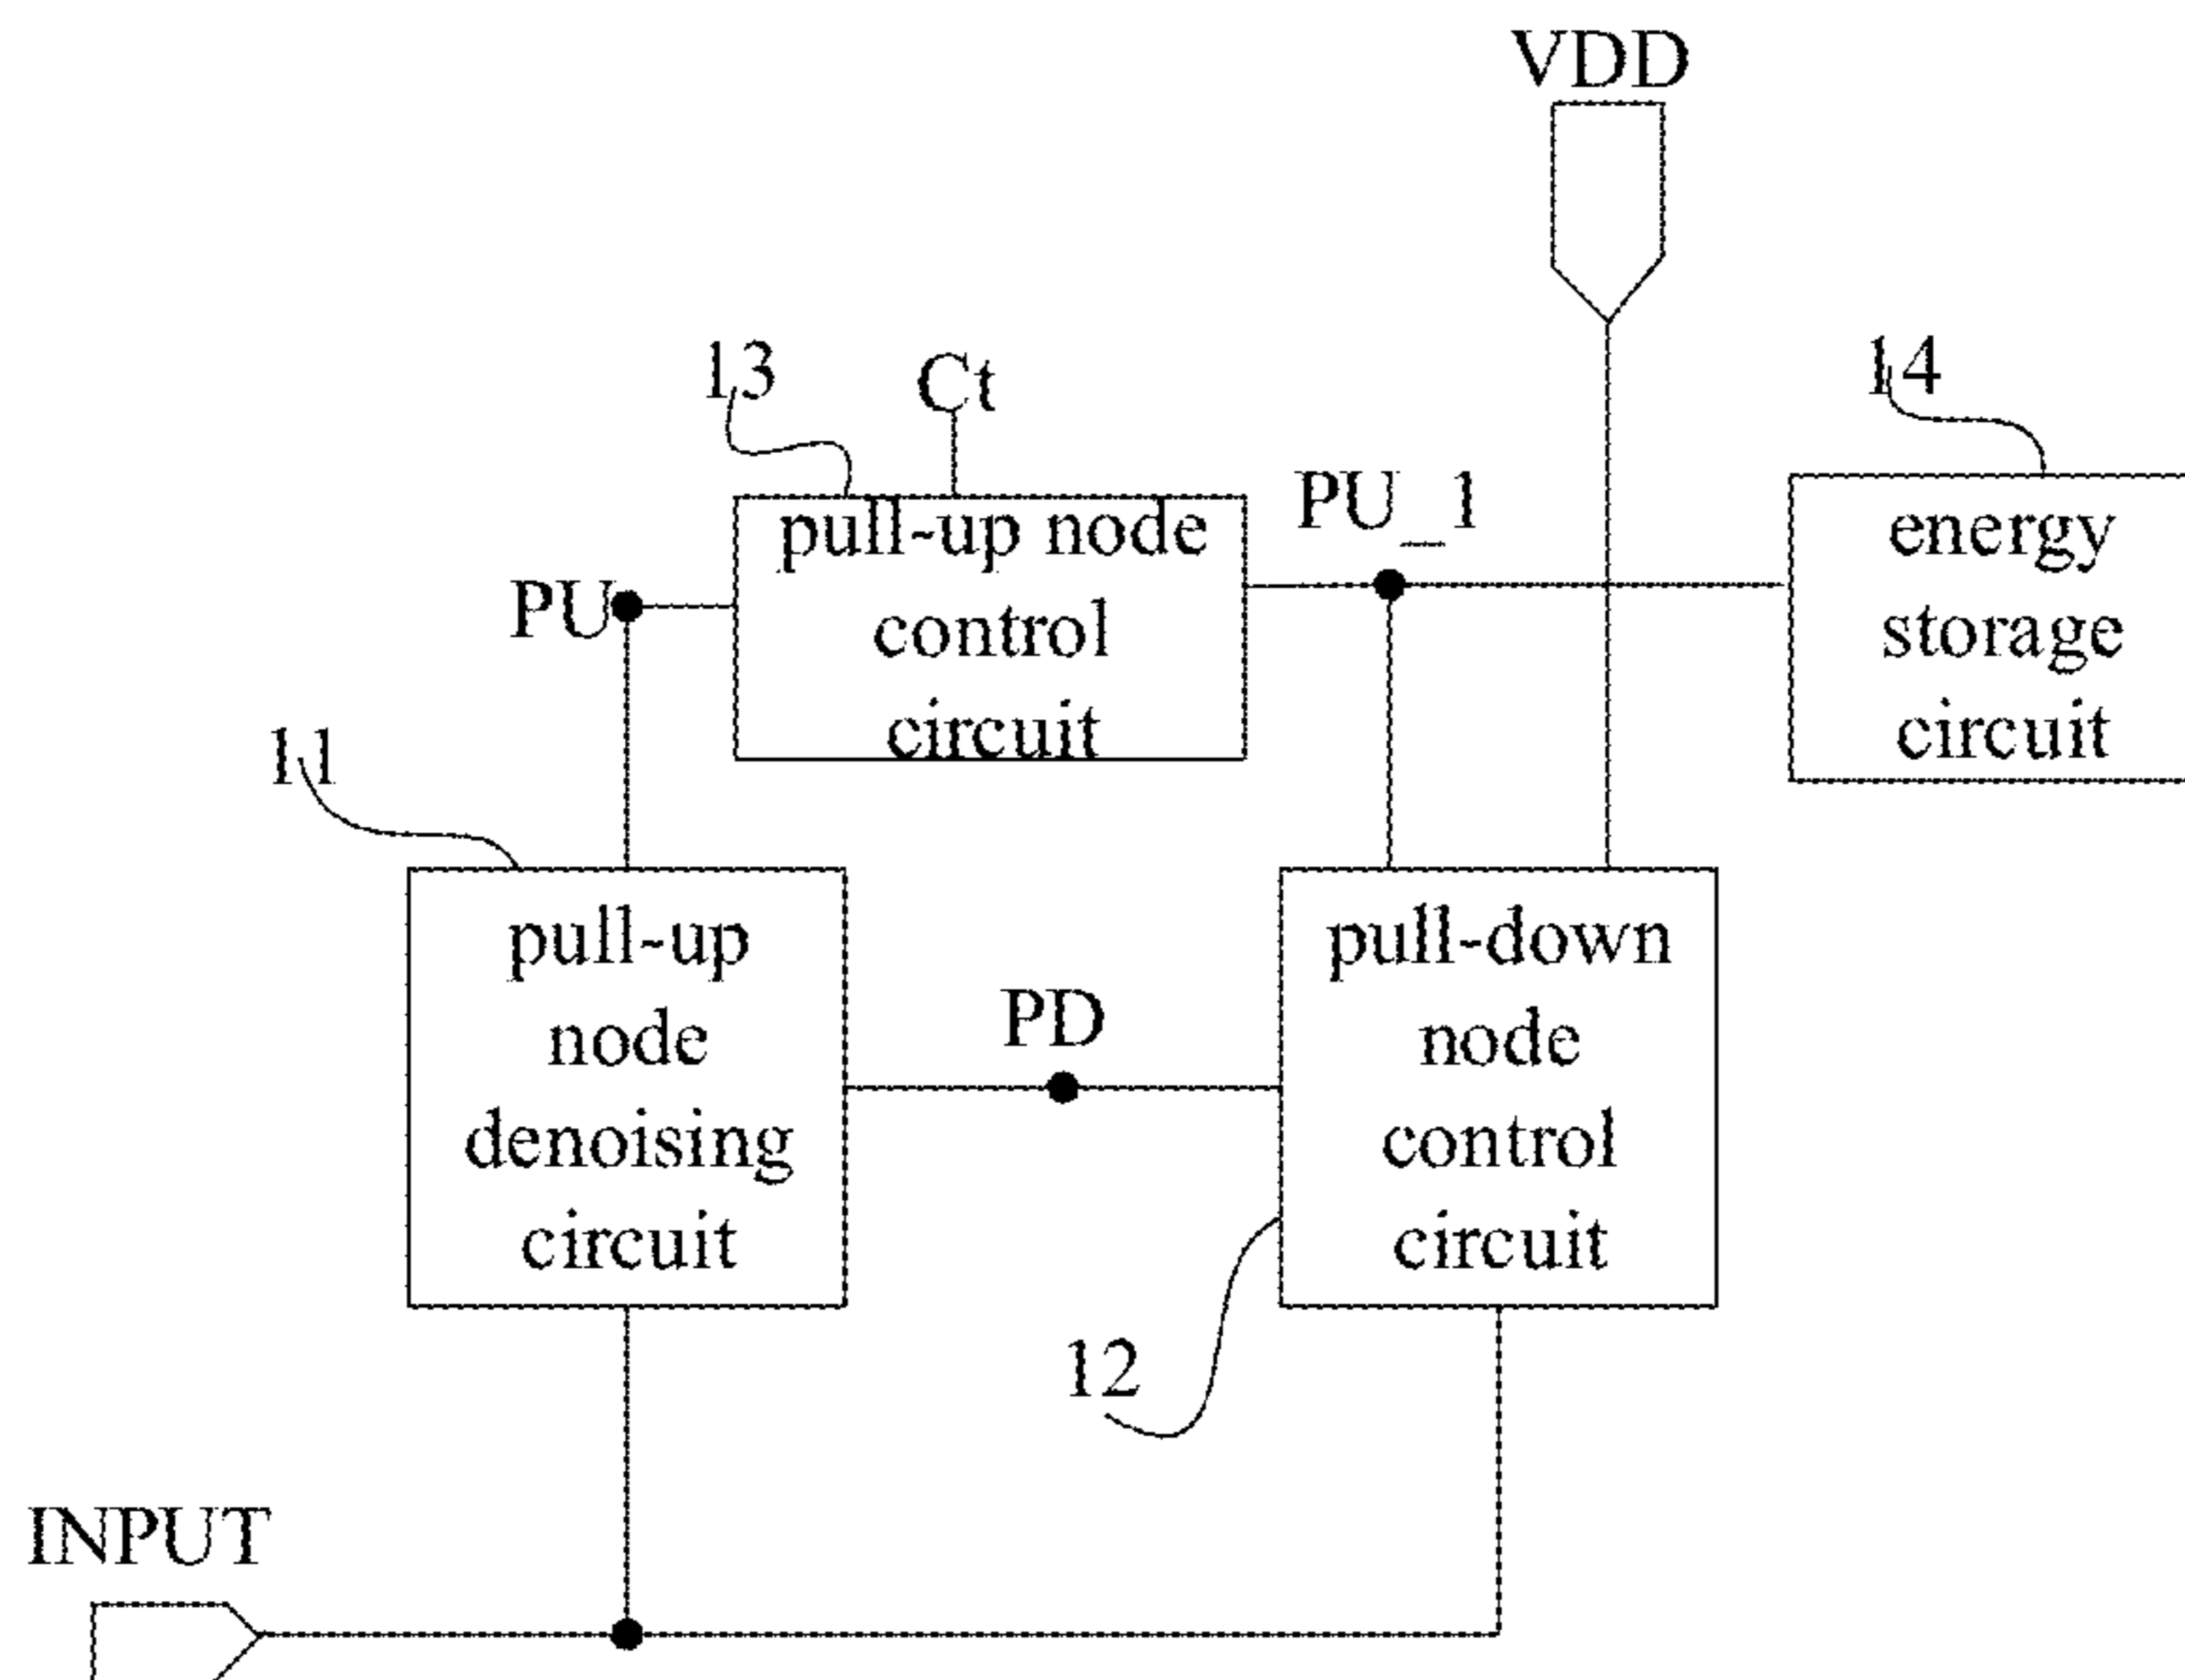 VDD
13
Ct
14
PU_1
pull-up node
control
circuit
energy
storage
circuit
PU
11
pull-up
node
denoising
circuit
PD
pull-down
node
control
circuit
12
INPUT